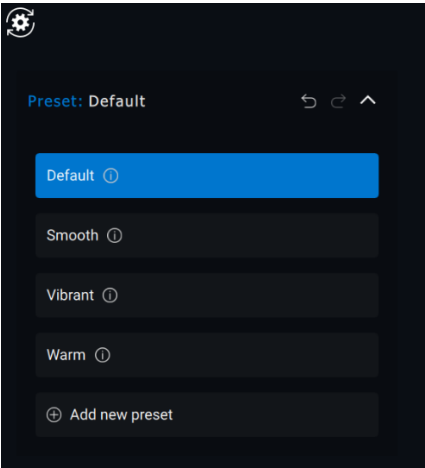 Preset: Default
Default
Smooth
Vibrant
Warm
Add new preset